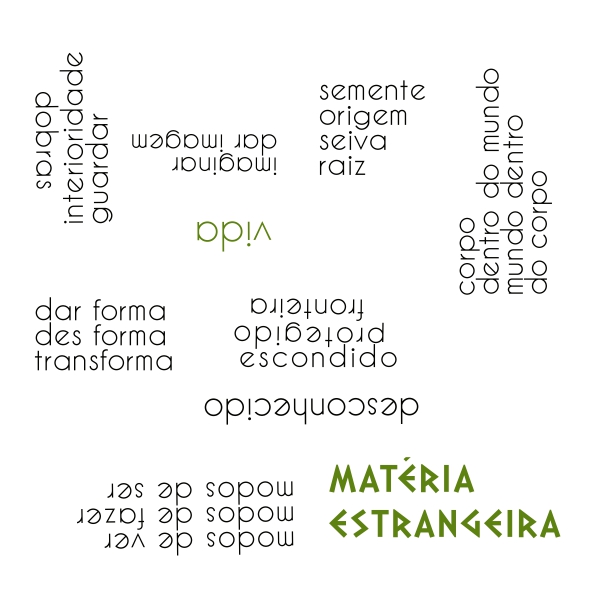 dobras
interioridade
guardar
imaginar
dar imagem
semente
origem
seiva
raiz
corpo
dentro do mundo
mundo dentro
do corpo
vida
dar forma
des forma
transforma
escondido
protegido
fronteira
desconhecido
modos de ver
modos de fazer
modos de ser
MATÉRIA
ESTRANGEIRA